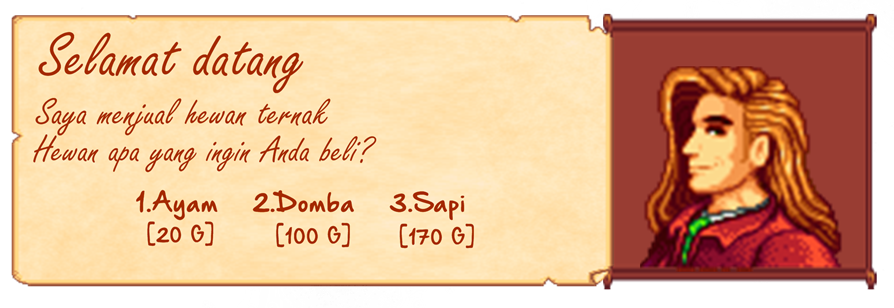 Selamat datang
Saya menjual hewan ternak
Hewan apa yang ingin Anda beli?
1.Ayam 2.Domba 3.Sapi
[20 G] [100 G] [170 G]